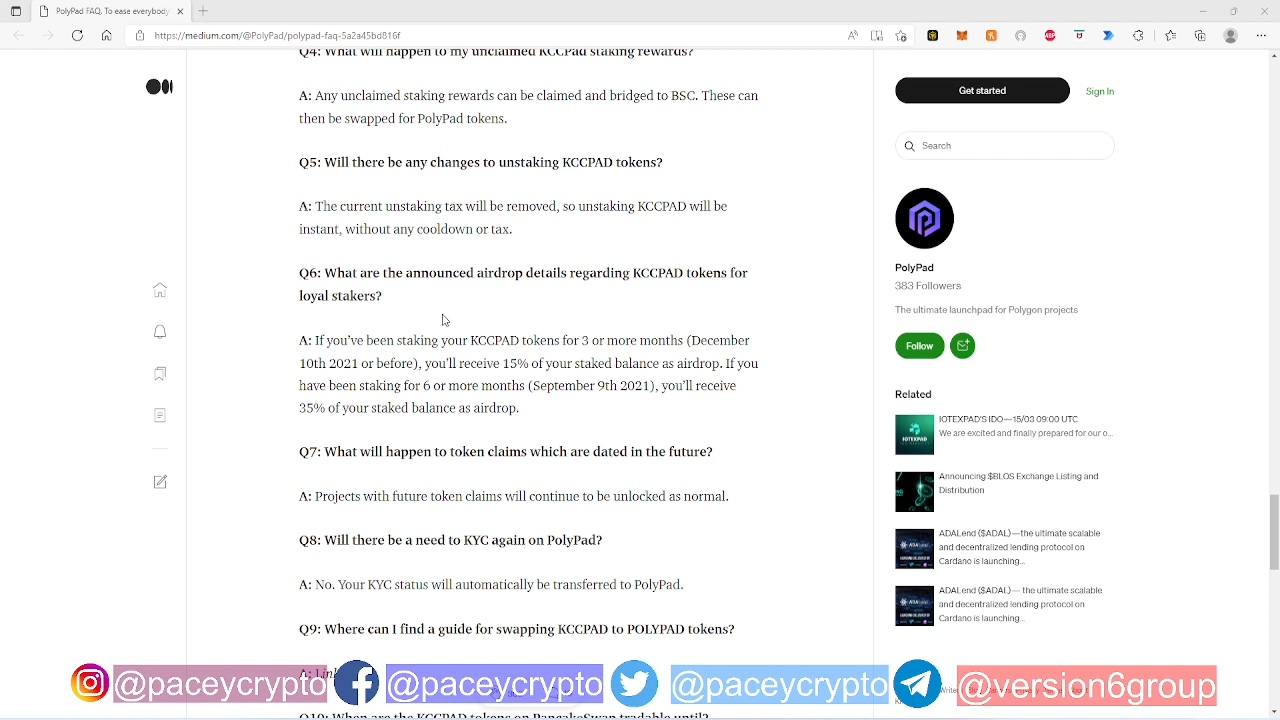 PolyPad FAQ. To ease everybody
https://medium.com/@PolyPad/polypad-faq-5a2a45bd816f
Q4: What will happen to my unclaimed KCCPad staking rewards?
A: Any unclaimed staking rewards can be claimed and bridged to BSC. These can
then be swapped for PolyPad tokens.
Q5: Will there be any changes to unstaking KCCPAD tokens?
A: The current unstaking tax will be removed, so unstaking KCCPAD will be
instant, without any cooldown or tax.
Q6: What are the announced airdrop details regarding KCCPAD tokens for
loyal stakers?
A: If you've been staking your KCCPAD tokens for 3 or more months (December
10th 2021 or before), you'll receive 15% of your staked balance as airdrop. If you
have been staking for 6 or more months (September 9th 2021), you'll receive
35% of your staked balance as airdrop.
Q7: What will happen to token claims which are dated in the future?
A: Projects with future token claims will continue to be unlocked as normal.
Q8: Will there be a need to KYC again on PolyPad?
A: No. Your KYC status will automatically be transferred to PolyPad.
Q9: Where can I find a guide for swapping KCCPAD to POLYPAD tokens?
A: Link
Q10: When are the KCCPAD tokens on PancakeSwap tradable until?
Get started
Sign In
Search
PolyPad
383 Followers
The ultimate launchpad for Polygon projects
Follow
Related
IOTEXPAD'S IDO—15/03 09:00 UTC
We are excited and finally prepared for our o...
IOTEXPAD
Announcing $BLOS Exchange Listing and
Distribution
ADALend ($ADAL)—the ultimate scalable
and decentralized lending protocol on
Cardano is launching...
ADALend ($ADAL)— the ultimate scalable
and decentralized lending protocol on
Cardano is launching...
@paceycrypto
@paceycrypto
@paceycrypto
@version6group